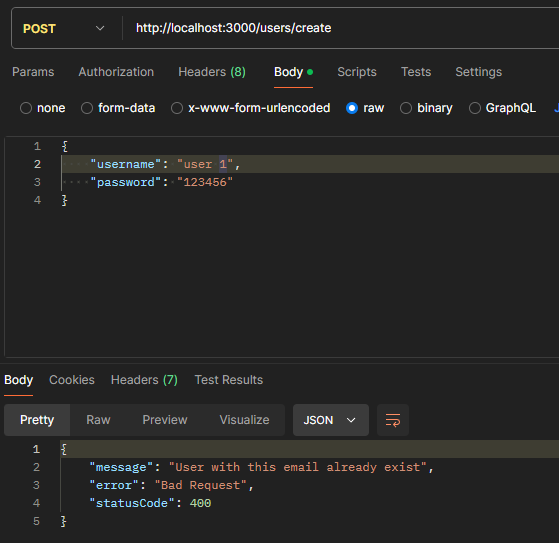 POST http://localhost:3000/users/create
Params Authorization Headers (8) Body Scripts Tests Settings
none form-data x-www-form-urlencoded raw binary GraphQL
1 {
2 "username": "user 1",
3 "password": "123456"
4 }
Body Cookies Headers (7) Test Results
Pretty Raw Preview Visualize JSON
1 {
2 "message": "User with this email already exist",
3 "error": "Bad Request",
4 "statusCode": 400
5 }